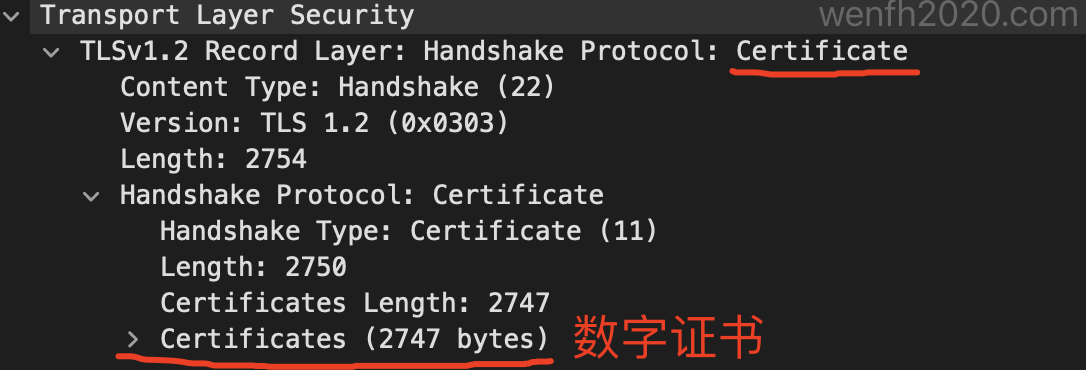 Transport Layer Security
wenfh2020.com
TLSv1.2 Record Layer: Handshake Protocol: Certificate
Content Type: Handshake (22)
Version: TLS 1.2 (0x0303)
Length: 2754
Handshake Protocol: Certificate
Handshake Type: Certificate (11)
Length: 2750
Certificates Length: 2747
Certificates (2747 bytes) 数字证书